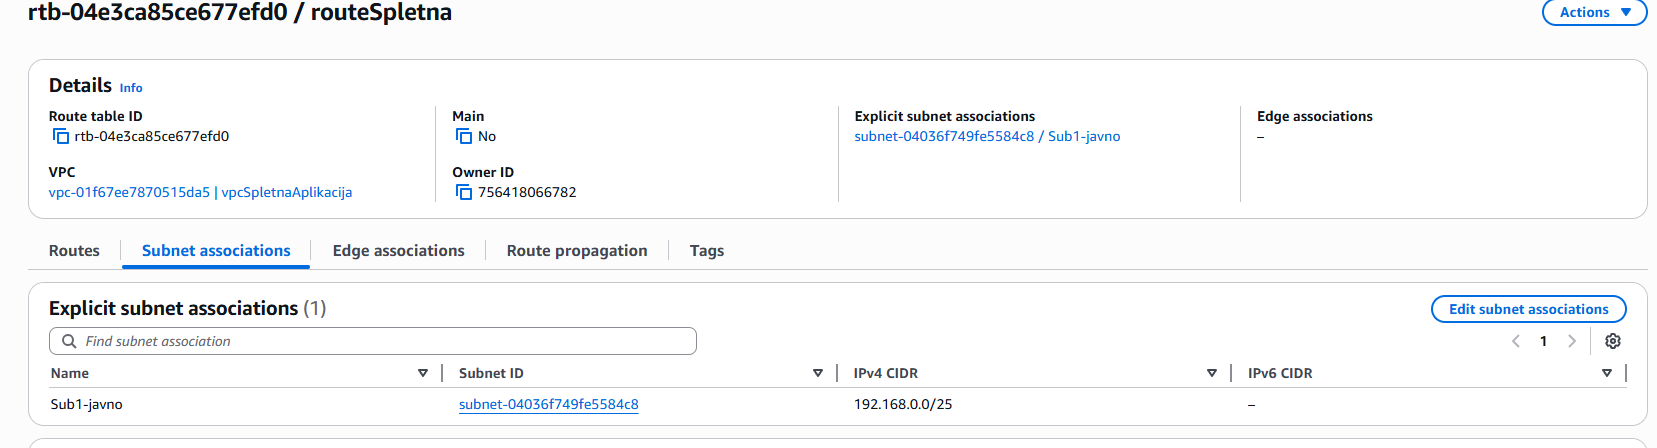 rtb-04e3ca85ce677efd0 / routeSpletna
Actions
Details Info
Route table ID
rtb-04e3ca85ce677efd0
Main
No
Explicit subnet associations
subnet-04036f749fe5584c8 / Sub1-javno
Edge associations
–
VPC
vpc-01f67ee7870515da5 | vpcSpletnaAplikacija
Owner ID
756418066782
Routes Subnet associations Edge associations Route propagation Tags
Explicit subnet associations (1)
Edit subnet associations
Find subnet association
1
Name Subnet ID IPv4 CIDR IPv6 CIDR
Sub1-javno subnet-04036f749fe5584c8 192.168.0.0/25 –